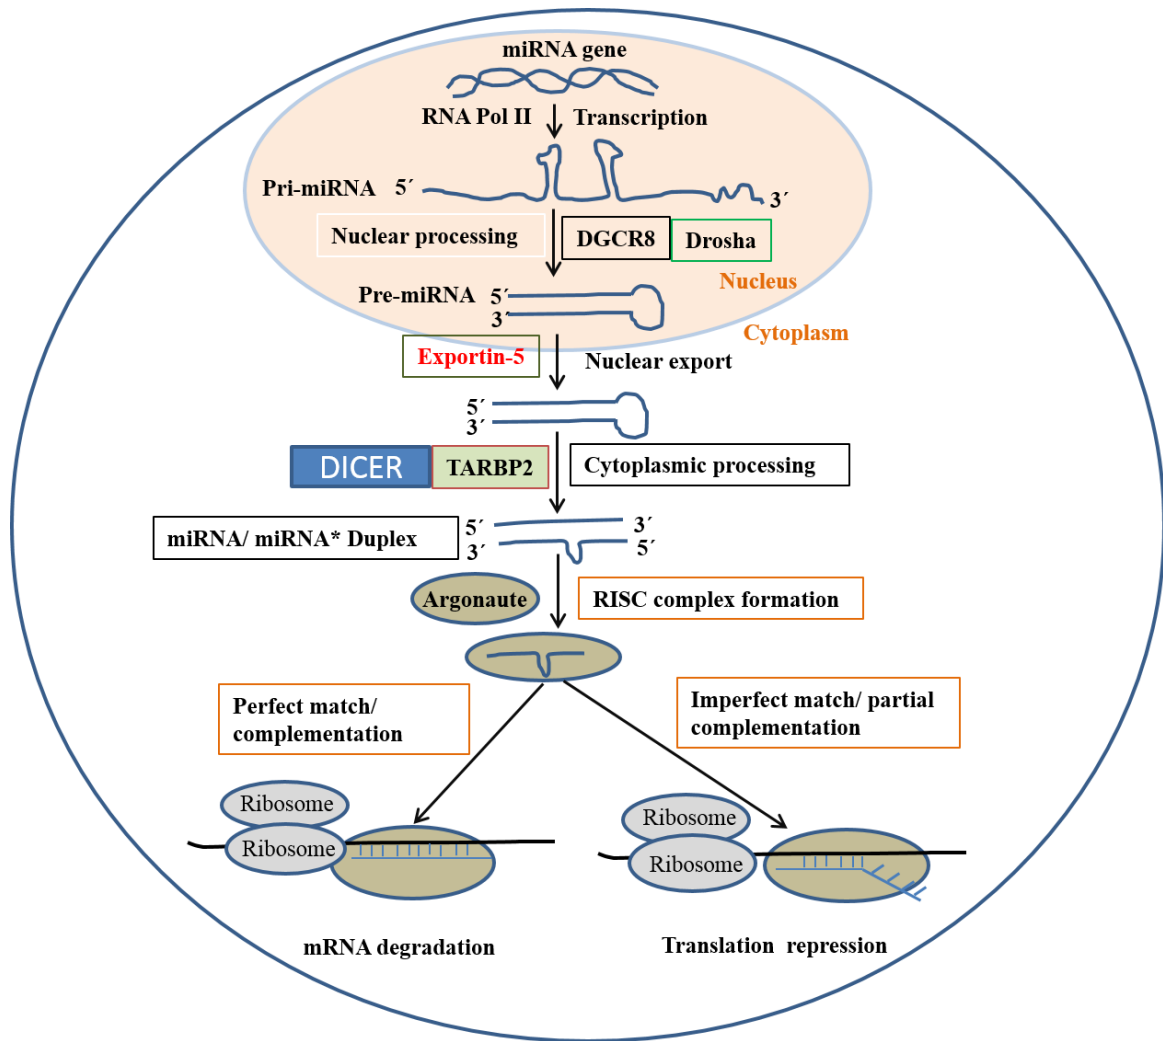 miRNA gene
RNA Pol II
Transcription
Pri-miRNA
5´
3´
Nuclear processing
DGCR8
Drosha
Nucleus
Pre-miRNA
5´
3´
Cytoplasm
Exportin-5
Nuclear export
5´
3´
DICER
TARBP2
Cytoplasmic processing
5´
3´
miRNA/ miRNA* Duplex
3´
5´
Argonaute
RISC complex formation
Perfect match/
complementation
Imperfect match/ partial
complementation
Ribosome
Ribosome
Ribosome
Ribosome
mRNA degradation
Translation repression